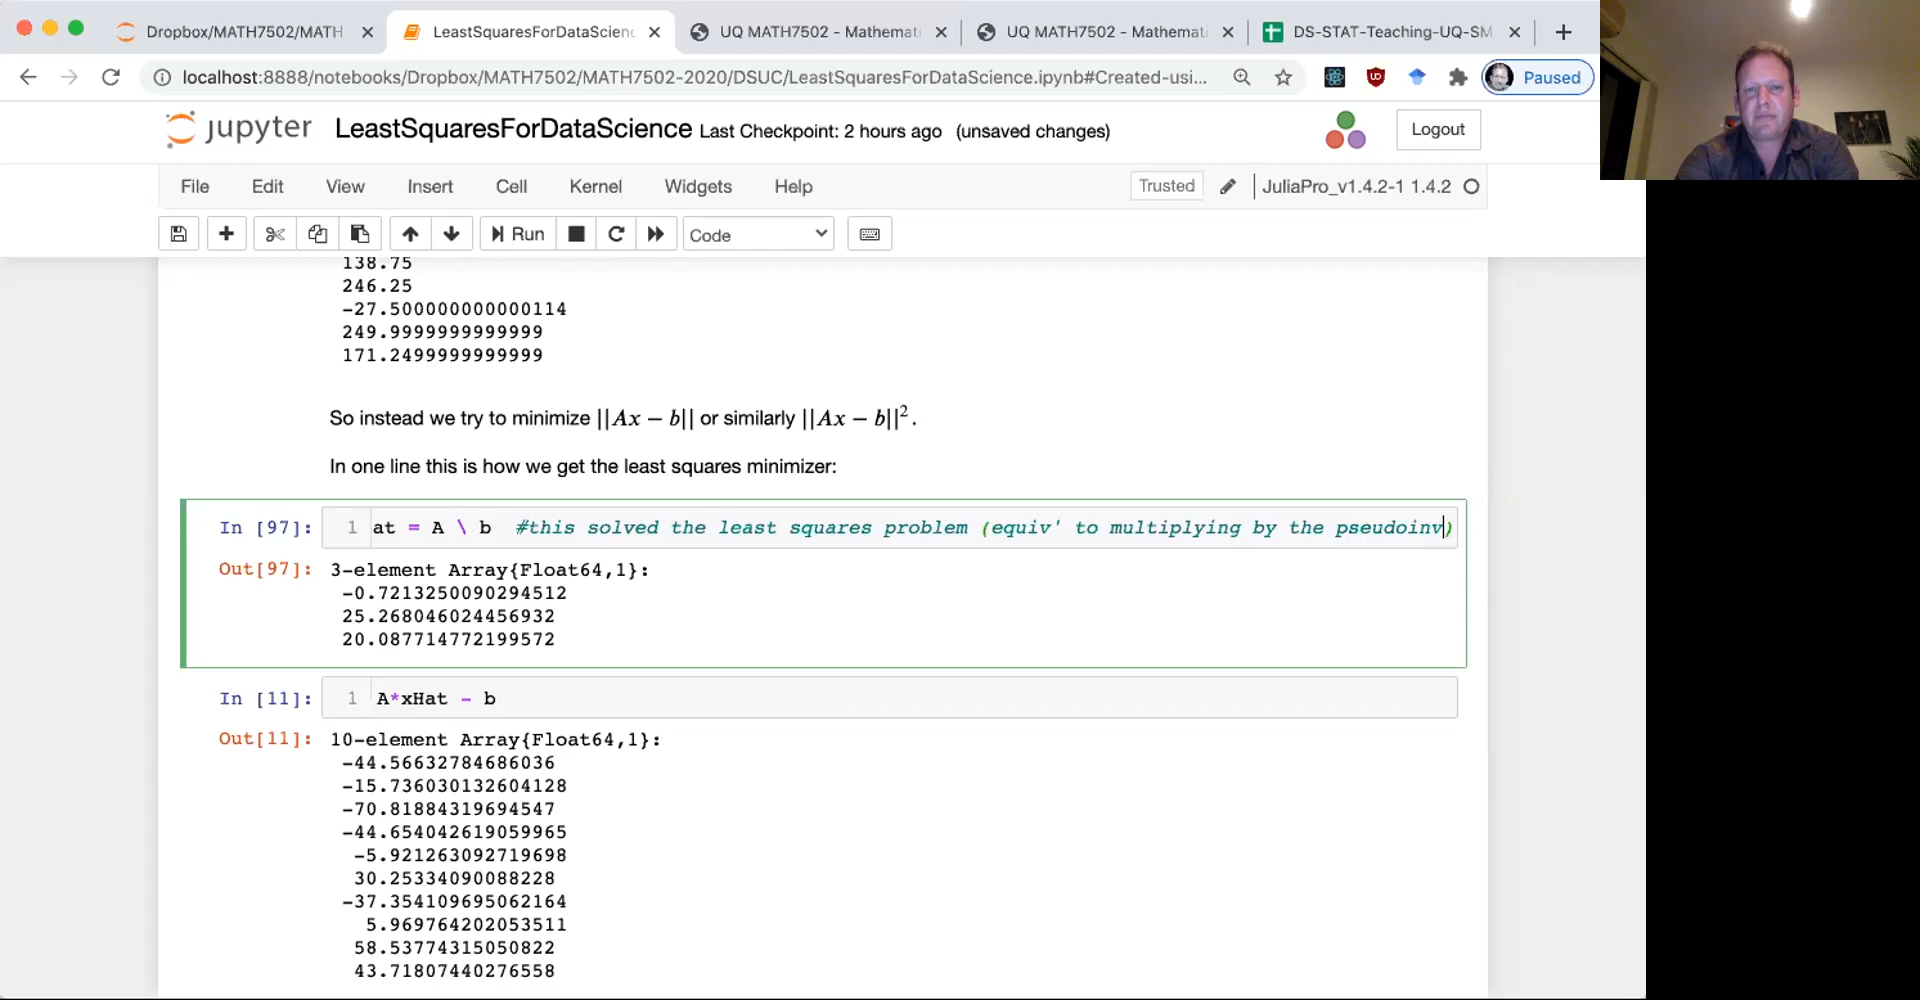 Dropbox/MATH7502/MATH
LeastSquaresForDataScienc
UQ MATH7502 - Mathemati
UQ MATH7502 - Mathemati
DS-STAT-Teaching-UQ-SM
localhost:8888/notebooks/Dropbox/MATH7502/MATH7502-2020/DSUC/LeastSquaresForDataScience.ipynb#Created-usi...
Paused
jupyter LeastSquaresForDataScience Last Checkpoint: 2 hours ago (unsaved changes)
Logout
File Edit View Insert Cell Kernel Widgets Help
Trusted JuliaPro_v1.4.2-1 1.4.2
Run Code
138.75
246.25
-27.500000000000114
249.9999999999999
171.2499999999999
So instead we try to minimize ||Ax − b|| or similarly ||Ax − b||².
In one line this is how we get the least squares minimizer:
In [97]: 1 at = A \ b #this solved the least squares problem (equiv' to multiplying by the pseudoinv)
Out[97]: 3-element Array{Float64,1}:
-0.7213250090294512
25.268046024456932
20.087714772199572
In [11]: 1 A*xHat - b
Out[11]: 10-element Array{Float64,1}:
-44.56632784686036
-15.736030132604128
-70.81884319694547
-44.654042619059965
-5.921263092719698
30.25334090088228
-37.354109695062164
5.969764202053511
58.53774315050822
43.71807440276558